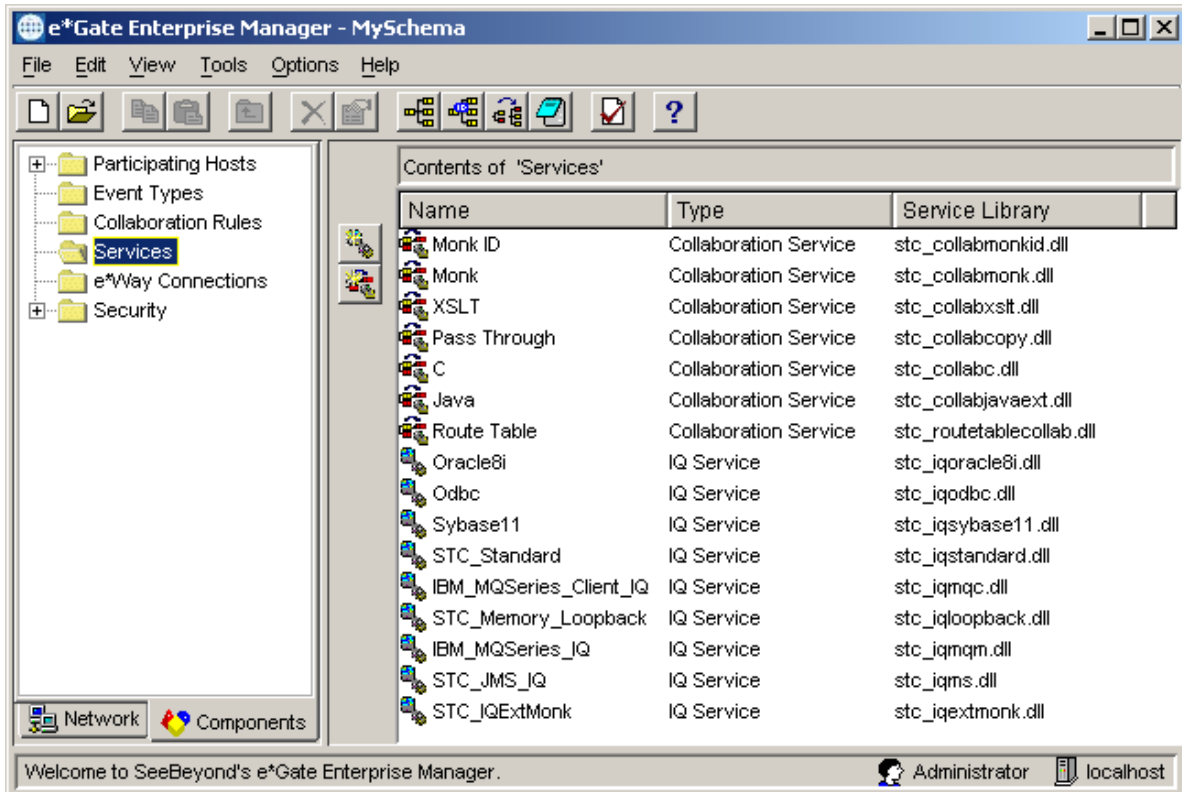 e*Gate Enterprise Manager - MySchema
File Edit View Tools Options Help
?
Participating Hosts
Event Types
Collaboration Rules
Services
e*Way Connections
Security
Network
Components
Contents of 'Services'
Name Type Service Library
Monk ID Collaboration Service stc_collabmonkid.dll
Monk Collaboration Service stc_collabmonk.dll
XSLT Collaboration Service stc_collabxslt.dll
Pass Through Collaboration Service stc_collabcopy.dll
C Collaboration Service stc_collabc.dll
Java Collaboration Service stc_collabjavaext.dll
Route Table Collaboration Service stc_routetablecollab.dll
Oracle8i IQ Service stc_iqoracle8i.dll
Odbc IQ Service stc_iqodbc.dll
Sybase11 IQ Service stc_iqsybase11.dll
STC_Standard IQ Service stc_iqstandard.dll
IBM_MQSeries_Client_IQ IQ Service stc_iqmqc.dll
STC_Memory_Loopback IQ Service stc_iqloopback.dll
IBM_MQSeries_IQ IQ Service stc_iqmqm.dll
STC_JMS_IQ IQ Service stc_iqms.dll
STC_IQExtMonk IQ Service stc_iqextmonk.dll
Welcome to SeeBeyond's e*Gate Enterprise Manager. Administrator localhost